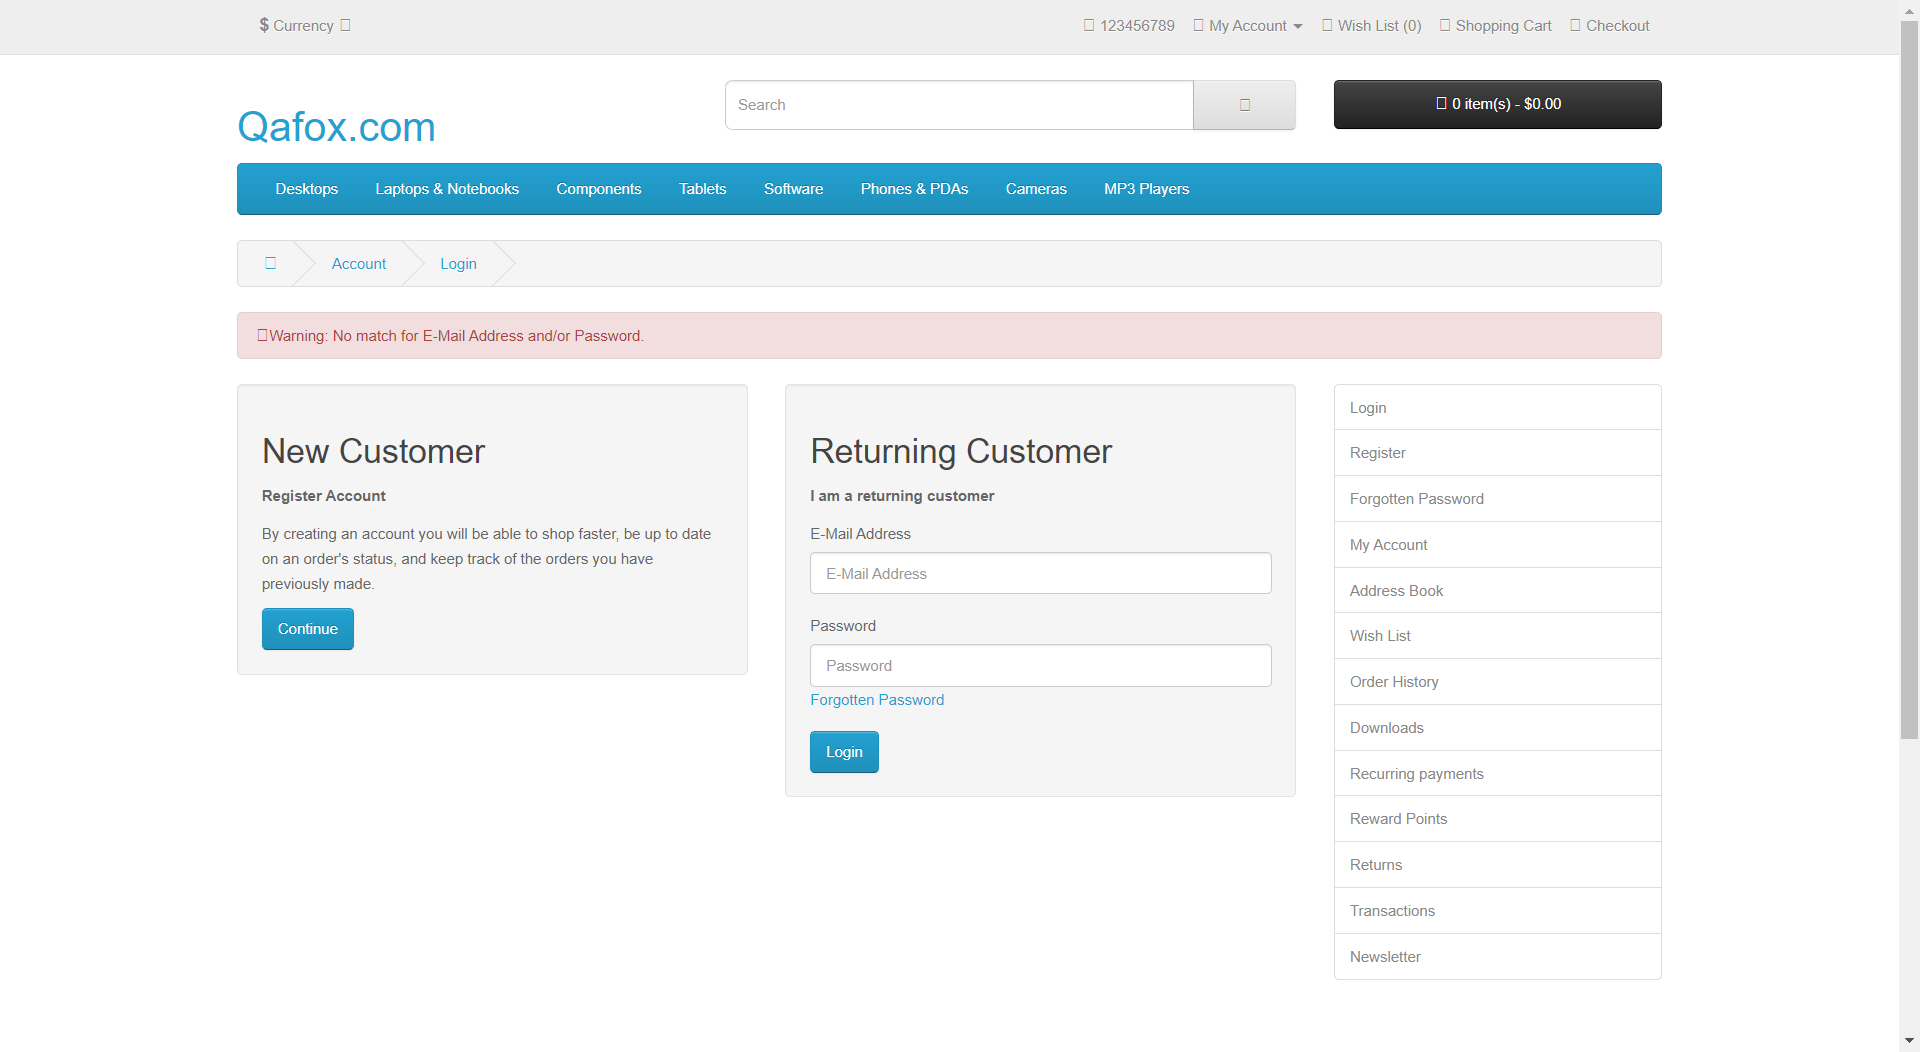 $ Currency
123456789
My Account
Wish List (0)
Shopping Cart
Checkout
Qafox.com
Search
0 item(s) - $0.00
Desktops
Laptops & Notebooks
Components
Tablets
Software
Phones & PDAs
Cameras
MP3 Players
Account
Login
Warning: No match for E-Mail Address and/or Password.
New Customer
Register Account
By creating an account you will be able to shop faster, be up to date
on an order's status, and keep track of the orders you have
previously made.
Continue
Returning Customer
I am a returning customer
E-Mail Address
E-Mail Address
Password
Password
Forgotten Password
Login
Login
Register
Forgotten Password
My Account
Address Book
Wish List
Order History
Downloads
Recurring payments
Reward Points
Returns
Transactions
Newsletter